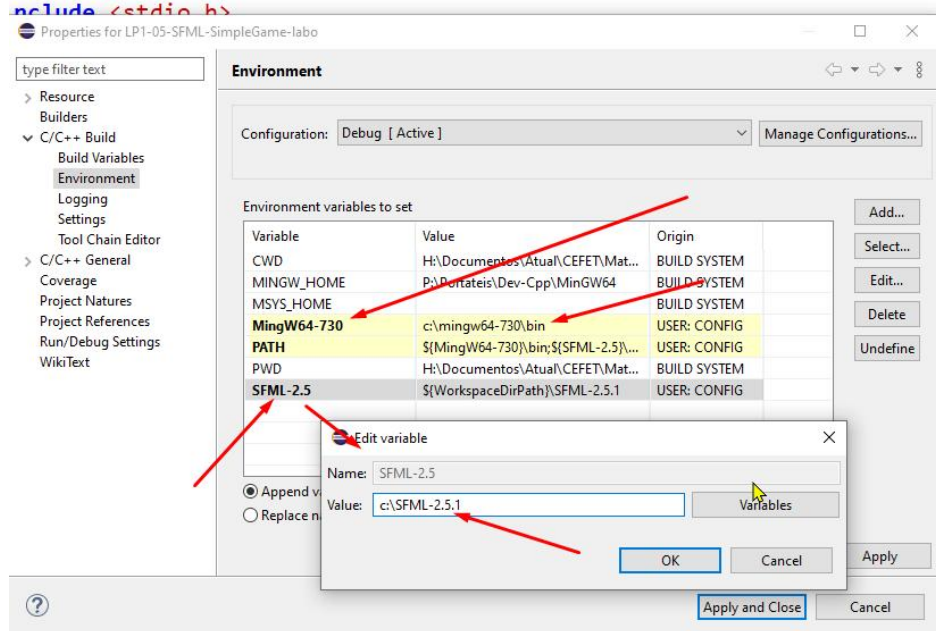 nclude <stdio.h>
Properties for LP1-05-SFML-SimpleGame-labo
type filter text
Environment
Resource
Builders
C/C++ Build
Build Variables
Environment
Logging
Settings
Tool Chain Editor
C/C++ General
Coverage
Project Natures
Project References
Run/Debug Settings
WikiText
Configuration: Debug [ Active ] Manage Configurations...
Environment variables to set
Variable Value Origin
CWD H:\Documentos\Atual\CEFET\Mat... BUILD SYSTEM
MINGW_HOME P:\Portateis\Dev-Cpp\MinGW64 BUILD SYSTEM
MSYS_HOME BUILD SYSTEM
MingW64-730 c:\mingw64-730\bin USER: CONFIG
PATH ${MingW64-730}\bin;${SFML-2.5}\... USER: CONFIG
PWD H:\Documentos\Atual\CEFET\Mat... BUILD SYSTEM
SFML-2.5 ${WorkspaceDirPath}\SFML-2.5.1 USER: CONFIG
Add...
Select...
Edit...
Delete
Undefine
Append v
Replace n
Edit variable
Name: SFML-2.5
Value: c:\SFML-2.5.1 Variables
OK Cancel
Apply
Apply and Close Cancel